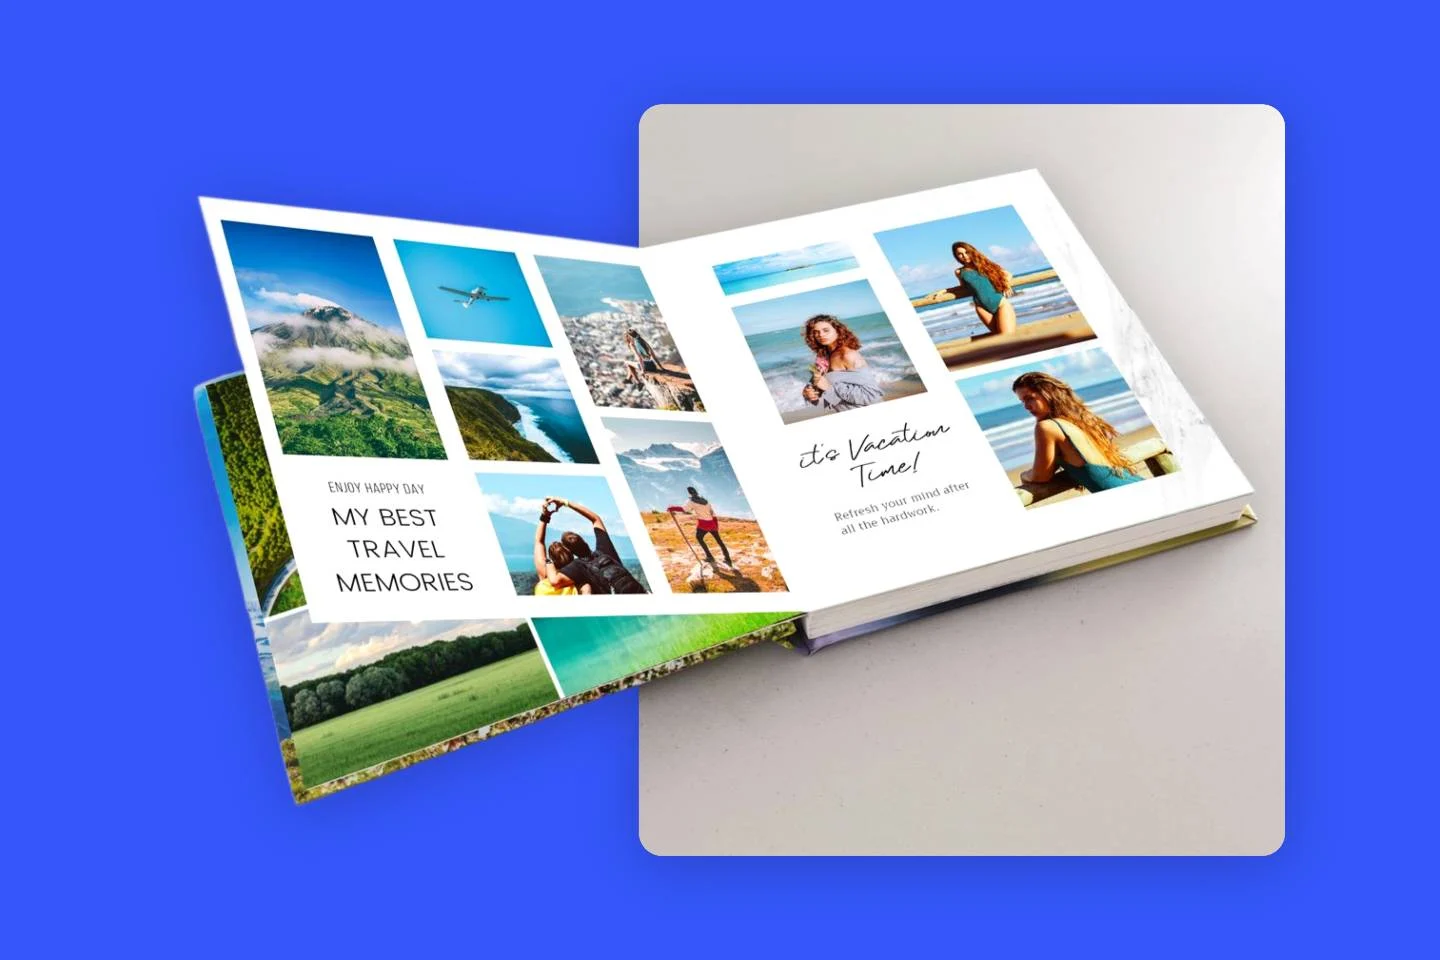 ENJOY HAPPY DAY
MY BEST
TRAVEL
MEMORIES
it's Vacation
Time!
Refresh your mind after
all the hardwork.